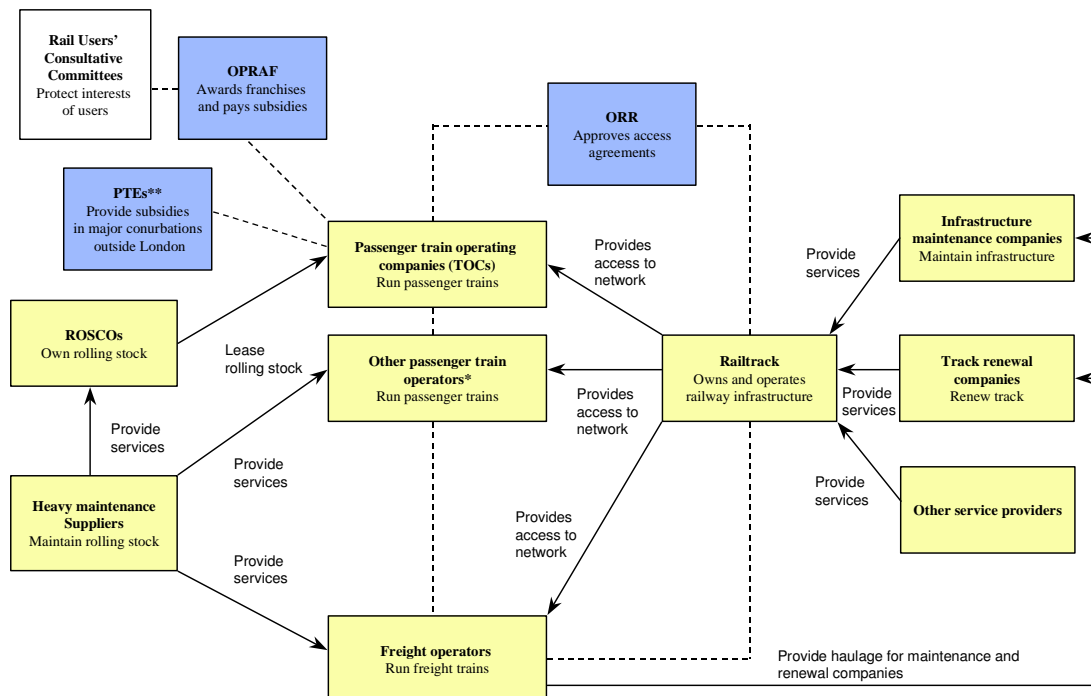 Rail Users'
Consultative
Committees
Protect interests
of users
OPRAF
Awards franchises
and pays subsidies
ORR
Approves access
agreements
PTEs**
Provide subsidies
in major conurbations
outside London
Passenger train operating
companies (TOCs)
Run passenger trains
Provides
access to
network
Provide
services
Infrastructure
maintenance companies
Maintain infrastructure
ROSCOs
Own rolling stock
Lease
rolling stock
Other passenger train
operators*
Run passenger trains
Provides
access to
network
Railtrack
Owns and operates
railway infrastructure
Provide
services
Track renewal
companies
Renew track
Provide
services
Provide
services
Provide
services
Other service providers
Heavy maintenance
Suppliers
Maintain rolling stock
Provides
access to
network
Provide
services
Freight operators
Run freight trains
Provide haulage for maintenance and
renewal companies